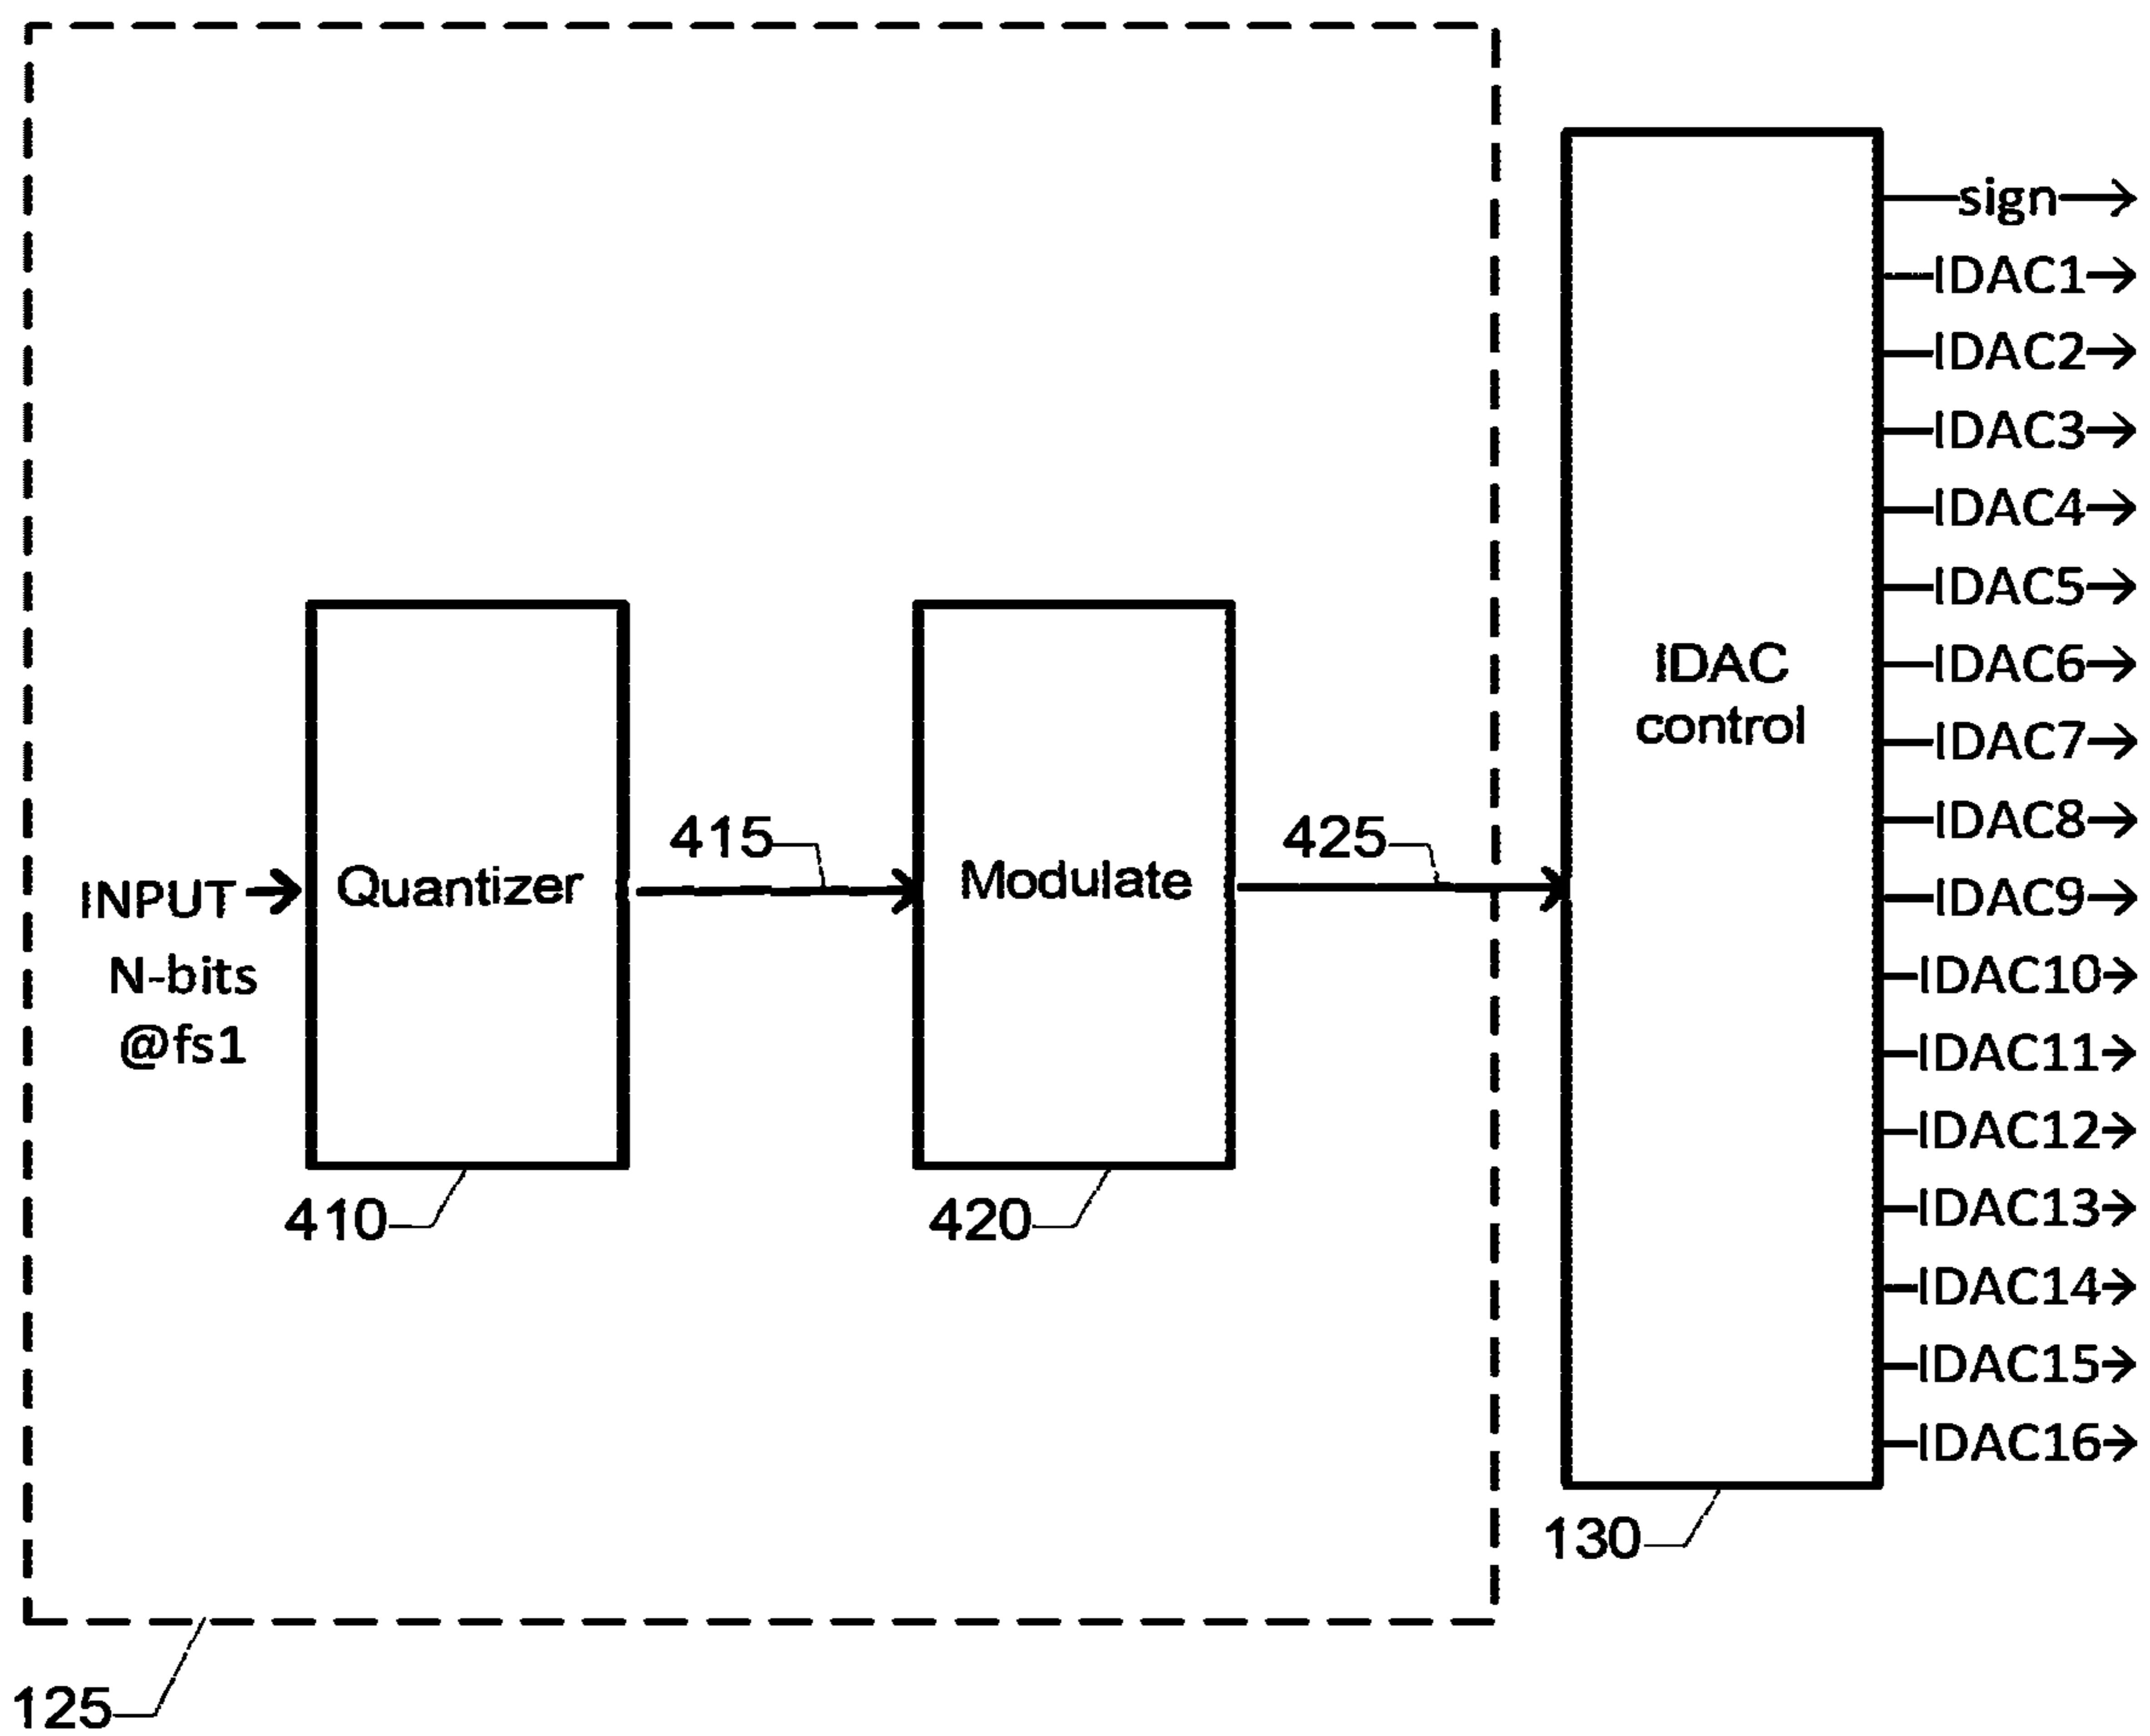 sign
IDAC1
IDAC2
IDAC3
IDAC4
IDAC5
IDAC6
IDAC7
IDAC8
IDAC9
IDAC10
IDAC11
IDAC12
IDAC13
IDAC14
IDAC15
IDAC16
IDAC
control
INPUT
N-bits
@fs1
Quantizer
415
Modulate
425
410
420
130
125